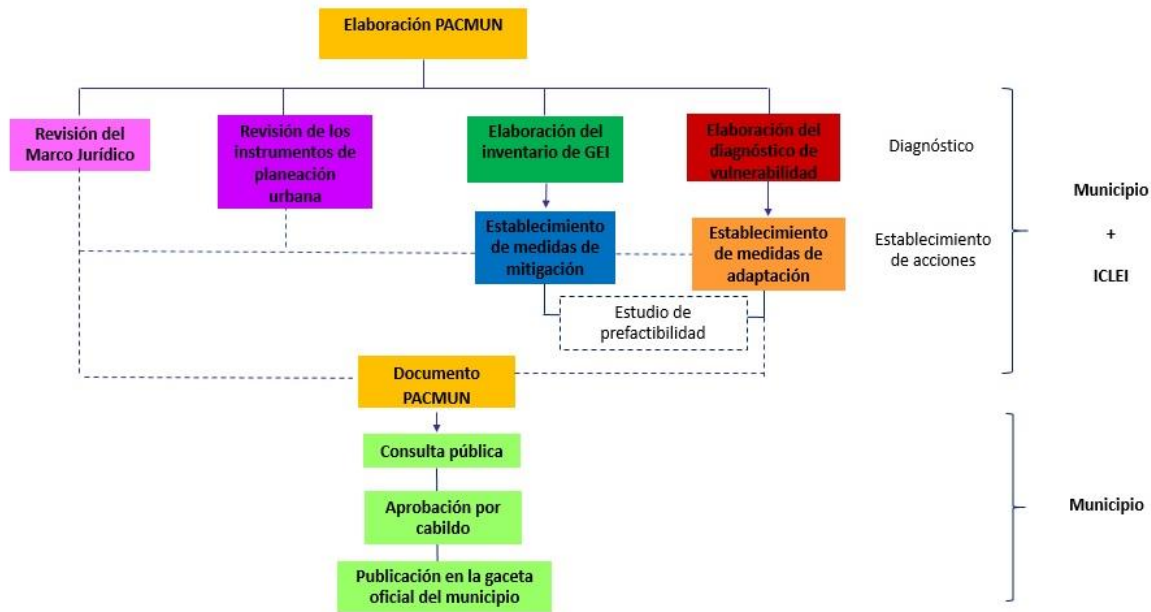 Elaboración PACMUN
Revisión del
Marco Jurídico
Revisión de los
instrumentos de
planeación
urbana
Elaboración del
inventario de GEI
Elaboración del
diagnóstico de
vulnerabilidad
Diagnóstico
Establecimiento
de medidas de
mitigación
Establecimiento
de medidas de
adaptación
Establecimiento
de acciones
Municipio
+
ICLEI
Estudio de
prefactibilidad
Documento
PACMUN
Consulta pública
Aprobación por
cabildo
Publicación en la gaceta
oficial del municipio
Municipio